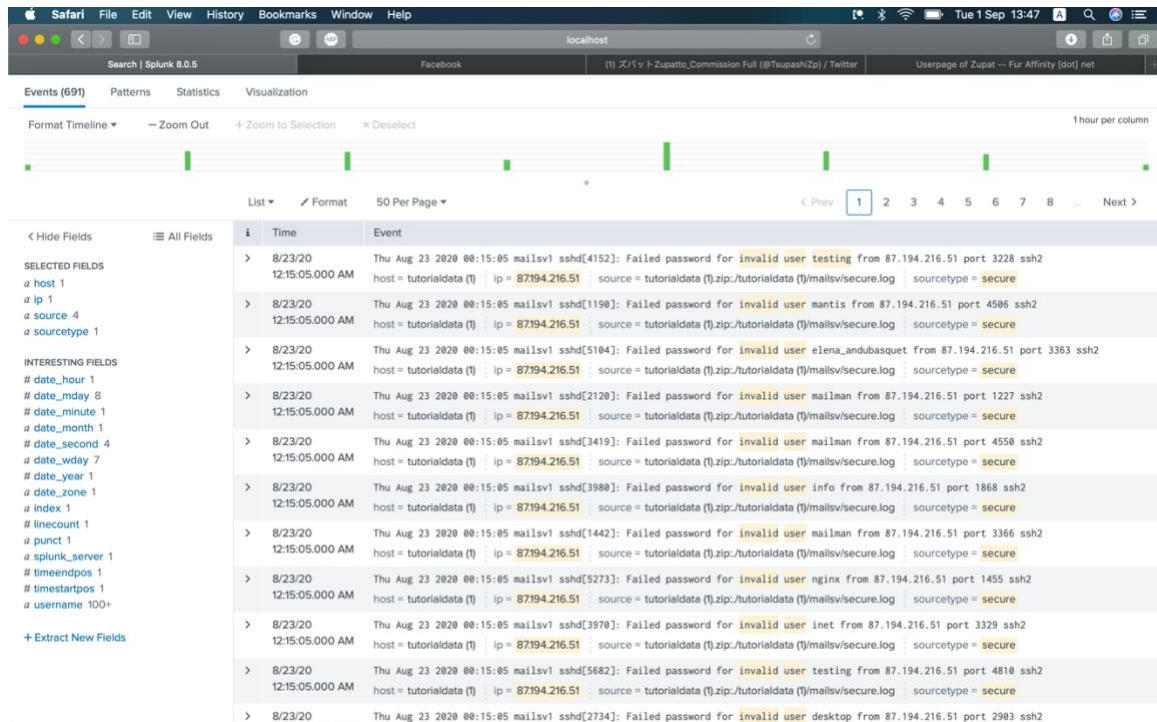 Safari File Edit View History Bookmarks Window Help Tue 1 Sep 13:47 A
ABP localhost
Search | Splunk 8.0.5 Facebook (1) ズパットZupatto_Commission Full (@TsupashiZp) / Twitter Userpage of Zupat -- Fur Affinity [dot] net
Events (691) Patterns Statistics Visualization
Format Timeline — Zoom Out + Zoom to Selection × Deselect 1 hour per column
List Format 50 Per Page < Prev 1 2 3 4 5 6 7 8 ... Next >
< Hide Fields All Fields i Time Event
SELECTED FIELDS
a host 1
a ip 1
a source 4
a sourcetype 1
INTERESTING FIELDS
# date_hour 1
# date_mday 8
# date_minute 1
a date_month 1
# date_second 4
a date_wday 7
# date_year 1
a date_zone 1
a index 1
# linecount 1
a punct 1
a splunk_server 1
# timeendpos 1
# timestartpos 1
a username 100+
+ Extract New Fields
> 8/23/20 Thu Aug 23 2020 00:15:05 mailsv1 sshd[4152]: Failed password for invalid user testing from 87.194.216.51 port 3228 ssh2
12:15:05.000 AM host = tutorialdata (1) ip = 87.194.216.51 source = tutorialdata (1).zip:./tutorialdata (1)/mailsv/secure.log sourcetype = secure
> 8/23/20 Thu Aug 23 2020 00:15:05 mailsv1 sshd[1190]: Failed password for invalid user mantis from 87.194.216.51 port 4506 ssh2
12:15:05.000 AM host = tutorialdata (1) ip = 87.194.216.51 source = tutorialdata (1).zip:./tutorialdata (1)/mailsv/secure.log sourcetype = secure
> 8/23/20 Thu Aug 23 2020 00:15:05 mailsv1 sshd[5104]: Failed password for invalid user elena_andubasquet from 87.194.216.51 port 3363 ssh2
12:15:05.000 AM host = tutorialdata (1) ip = 87.194.216.51 source = tutorialdata (1).zip:./tutorialdata (1)/mailsv/secure.log sourcetype = secure
> 8/23/20 Thu Aug 23 2020 00:15:05 mailsv1 sshd[2120]: Failed password for invalid user mailman from 87.194.216.51 port 1227 ssh2
12:15:05.000 AM host = tutorialdata (1) ip = 87.194.216.51 source = tutorialdata (1).zip:./tutorialdata (1)/mailsv/secure.log sourcetype = secure
> 8/23/20 Thu Aug 23 2020 00:15:05 mailsv1 sshd[3419]: Failed password for invalid user mailman from 87.194.216.51 port 4550 ssh2
12:15:05.000 AM host = tutorialdata (1) ip = 87.194.216.51 source = tutorialdata (1).zip:./tutorialdata (1)/mailsv/secure.log sourcetype = secure
> 8/23/20 Thu Aug 23 2020 00:15:05 mailsv1 sshd[3980]: Failed password for invalid user info from 87.194.216.51 port 1868 ssh2
12:15:05.000 AM host = tutorialdata (1) ip = 87.194.216.51 source = tutorialdata (1).zip:./tutorialdata (1)/mailsv/secure.log sourcetype = secure
> 8/23/20 Thu Aug 23 2020 00:15:05 mailsv1 sshd[1442]: Failed password for invalid user mailman from 87.194.216.51 port 3366 ssh2
12:15:05.000 AM host = tutorialdata (1) ip = 87.194.216.51 source = tutorialdata (1).zip:./tutorialdata (1)/mailsv/secure.log sourcetype = secure
> 8/23/20 Thu Aug 23 2020 00:15:05 mailsv1 sshd[5273]: Failed password for invalid user nginx from 87.194.216.51 port 1455 ssh2
12:15:05.000 AM host = tutorialdata (1) ip = 87.194.216.51 source = tutorialdata (1).zip:./tutorialdata (1)/mailsv/secure.log sourcetype = secure
> 8/23/20 Thu Aug 23 2020 00:15:05 mailsv1 sshd[3970]: Failed password for invalid user inet from 87.194.216.51 port 3329 ssh2
12:15:05.000 AM host = tutorialdata (1) ip = 87.194.216.51 source = tutorialdata (1).zip:./tutorialdata (1)/mailsv/secure.log sourcetype = secure
> 8/23/20 Thu Aug 23 2020 00:15:05 mailsv1 sshd[5682]: Failed password for invalid user testing from 87.194.216.51 port 4810 ssh2
12:15:05.000 AM host = tutorialdata (1) ip = 87.194.216.51 source = tutorialdata (1).zip:./tutorialdata (1)/mailsv/secure.log sourcetype = secure
> 8/23/20 Thu Aug 23 2020 00:15:05 mailsv1 sshd[2734]: Failed password for invalid user desktop from 87.194.216.51 port 2903 ssh2